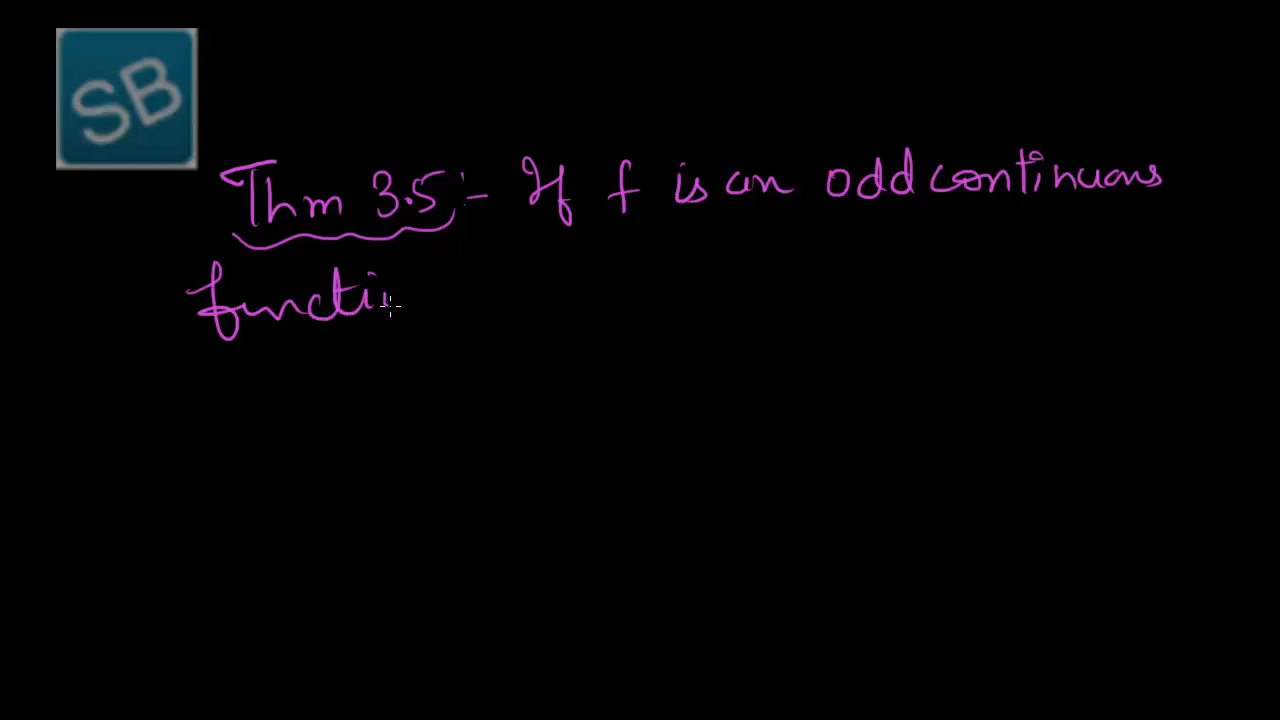 SB
Thm 3.5:- If f is an odd continuous
functi